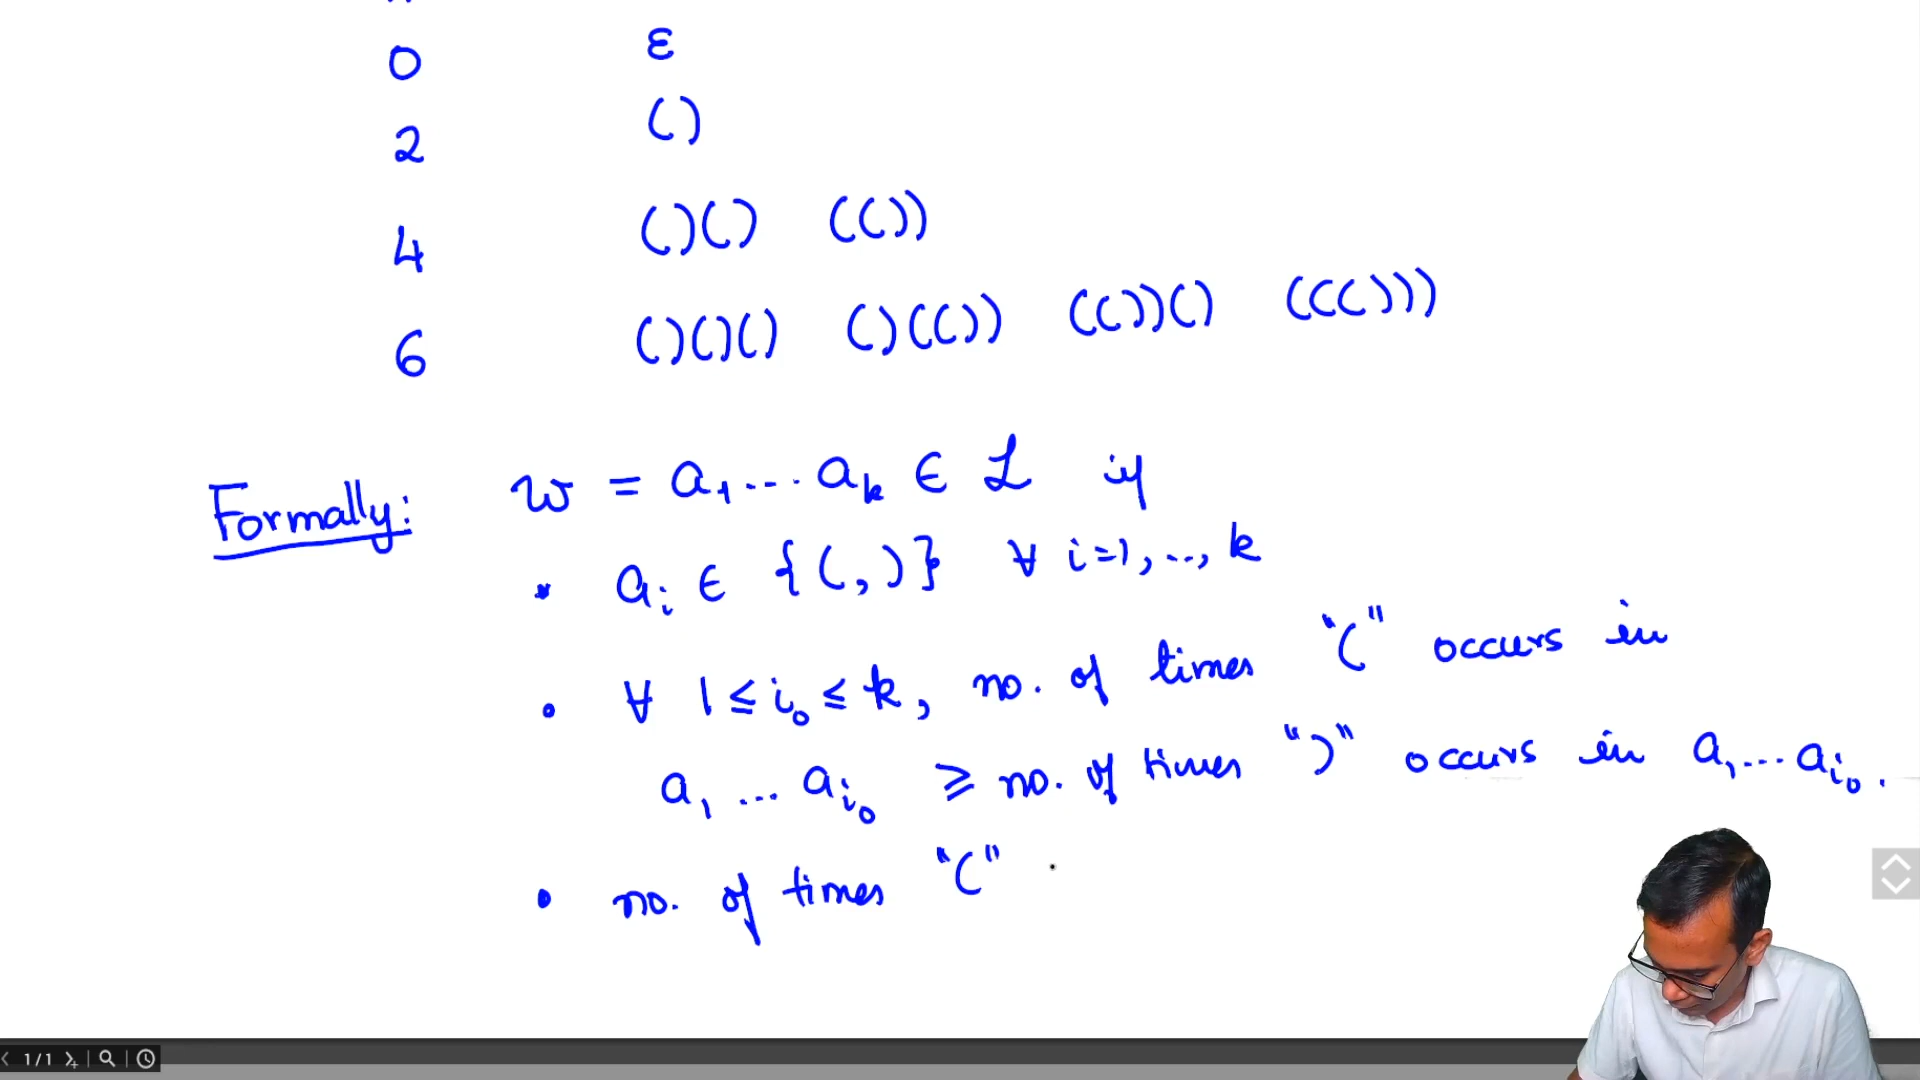 0 ε
2 ()
4 ()() (())
6 ()()() ()(()) (())() ((()))
Formally: w = a₁...aₖ ∈ L if
• aᵢ ∈ {(,)} ∀ i=1,..,k
• ∀ 1≤i₀≤k, no. of times "(" occurs in
a₁...aᵢ₀ ≥ no. of times ")" occurs in a₁...aᵢ₀.
• no. of times "("
1/1